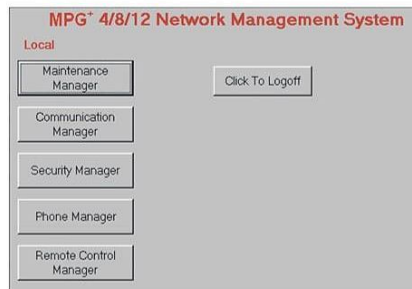 MPG+ 4/8/12 Network Management System
Local
Maintenance
Manager
Click To Logoff
Communication
Manager
Security Manager
Phone Manager
Remote Control
Manager